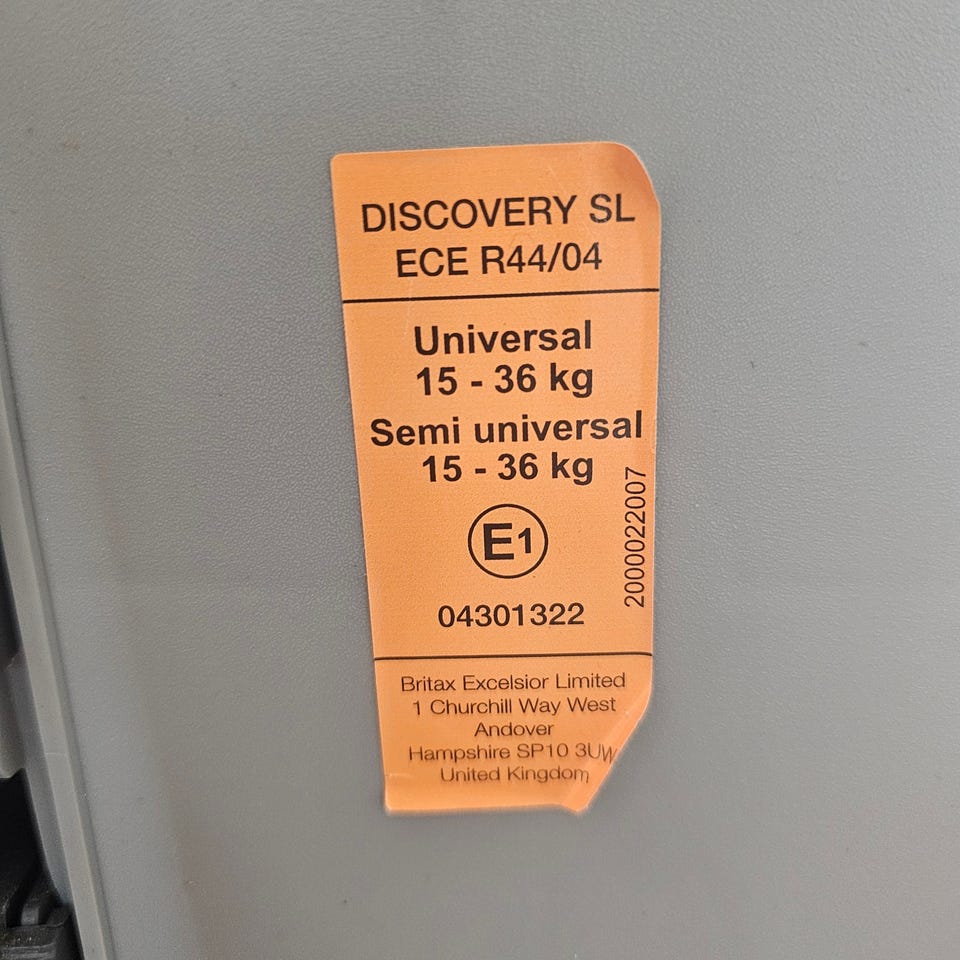 DISCOVERY SL
ECE R44/04
Universal
15 - 36 kg
Semi universal
15 - 36 kg
E1
04301322
2000022007
Britax Excelsior Limited
1 Churchill Way West
Andover
Hampshire SP10 3UW
United Kingdom